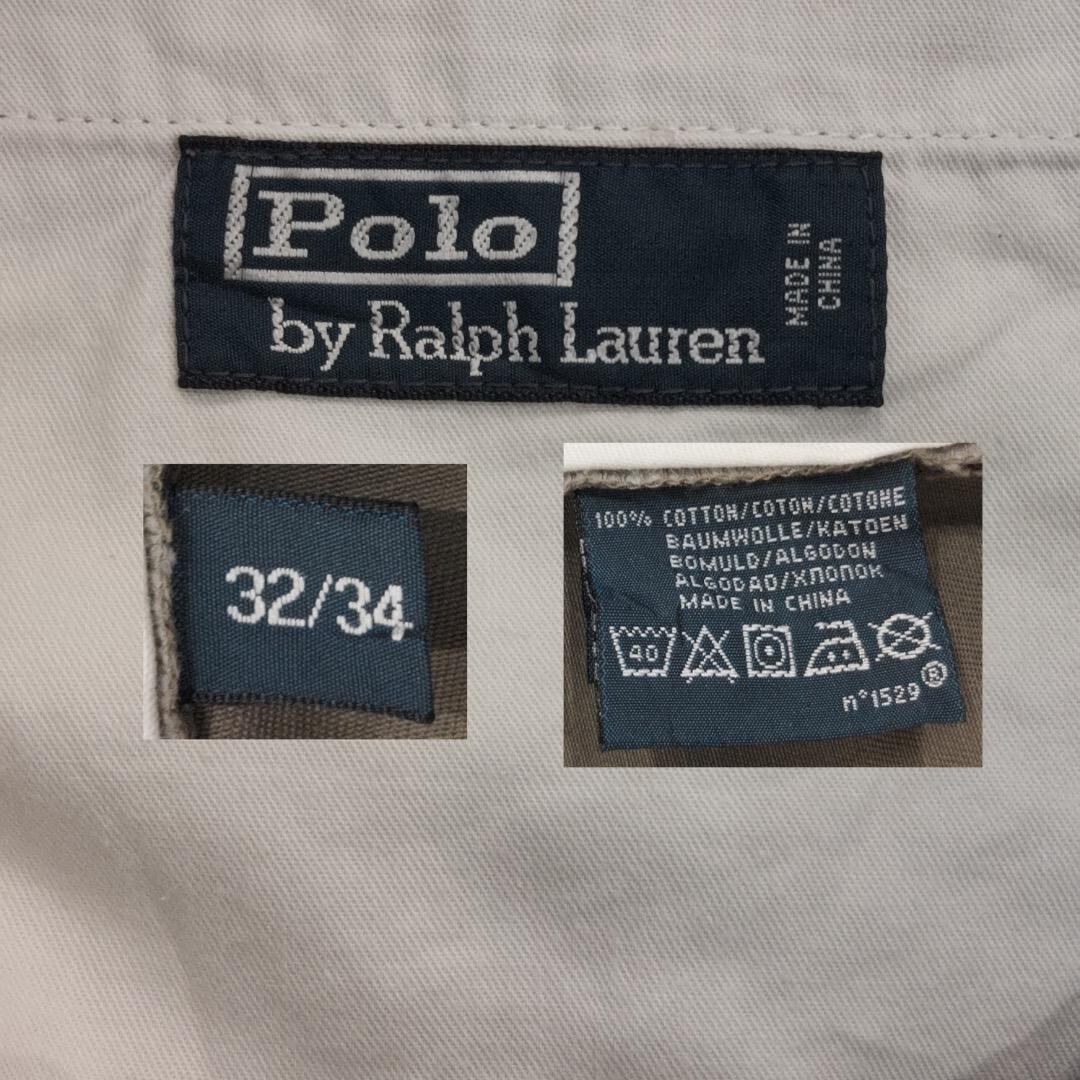 Polo
by Ralph Lauren
MADE IN
CHINA
32/34
100% COTTON/COTON/COTONE
BAUMWOLLE/KATOEN
BOMULD/ALGODON
ALGODAO/ХЛОПОК
MADE IN CHINA
40
n°1529®